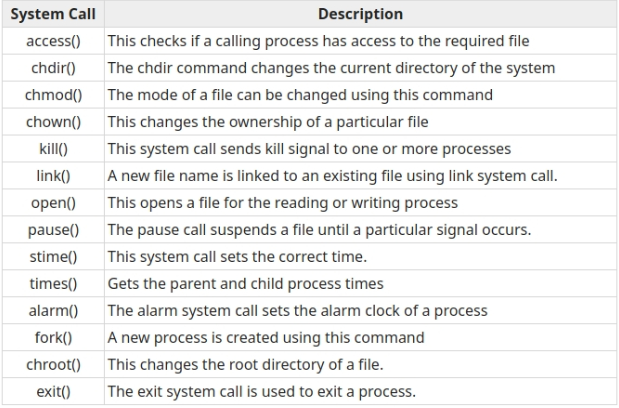 System Call Description
access() This checks if a calling process has access to the required file
chdir() The chdir command changes the current directory of the system
chmod() The mode of a file can be changed using this command
chown() This changes the ownership of a particular file
kill() This system call sends kill signal to one or more processes
link() A new file name is linked to an existing file using link system call.
open() This opens a file for the reading or writing process
pause() The pause call suspends a file until a particular signal occurs.
stime() This system call sets the correct time.
times() Gets the parent and child process times
alarm() The alarm system call sets the alarm clock of a process
fork() A new process is created using this command
chroot() This changes the root directory of a file.
exit() The exit system call is used to exit a process.